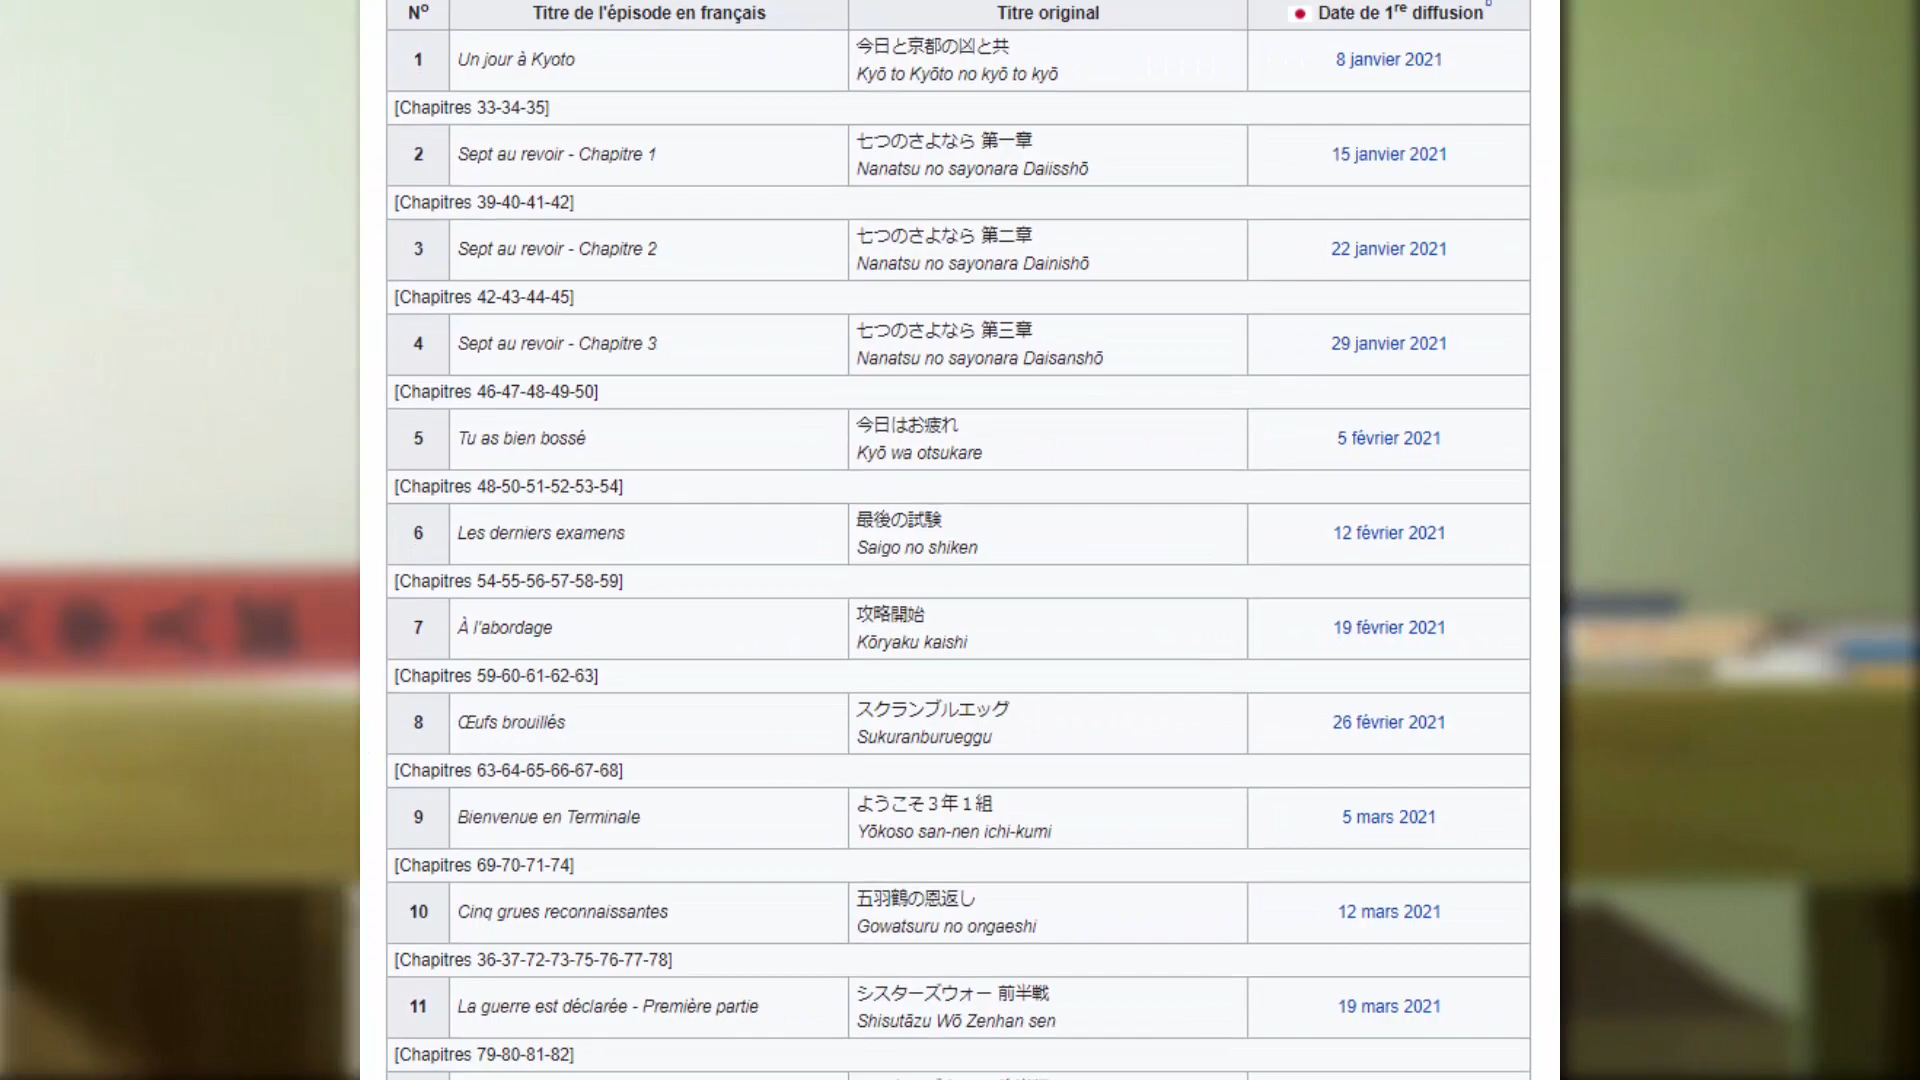 Nº Titre de l'épisode en français Titre original Date de 1re diffusion b
1 Un jour à Kyoto 今日と京都の凶と共 8 janvier 2021
Kyō to Kyōto no kyō to kyō
[Chapitres 33-34-35]
2 Sept au revoir - Chapitre 1 七つのさよなら 第一章 15 janvier 2021
Nanatsu no sayonara Daiisshō
[Chapitres 39-40-41-42]
3 Sept au revoir - Chapitre 2 七つのさよなら 第二章 22 janvier 2021
Nanatsu no sayonara Dainishō
[Chapitres 42-43-44-45]
4 Sept au revoir - Chapitre 3 七つのさよなら 第三章 29 janvier 2021
Nanatsu no sayonara Daisanshō
[Chapitres 46-47-48-49-50]
5 Tu as bien bossé 今日はお疲れ 5 février 2021
Kyō wa otsukare
[Chapitres 48-50-51-52-53-54]
6 Les derniers examens 最後の試験 12 février 2021
Saigo no shiken
[Chapitres 54-55-56-57-58-59]
7 À l'abordage 攻略開始 19 février 2021
Kōryaku kaishi
[Chapitres 59-60-61-62-63]
8 Œufs brouillés スクランブルエッグ 26 février 2021
Sukuranburueggu
[Chapitres 63-64-65-66-67-68]
9 Bienvenue en Terminale ようこそ3年1組 5 mars 2021
Yōkoso san-nen ichi-kumi
[Chapitres 69-70-71-74]
10 Cinq grues reconnaissantes 五羽鶴の恩返し 12 mars 2021
Gowatsuru no ongaeshi
[Chapitres 36-37-72-73-75-76-77-78]
11 La guerre est déclarée - Première partie シスターズウォー 前半戦 19 mars 2021
Shisutāzu Wō Zenhan sen
[Chapitres 79-80-81-82]